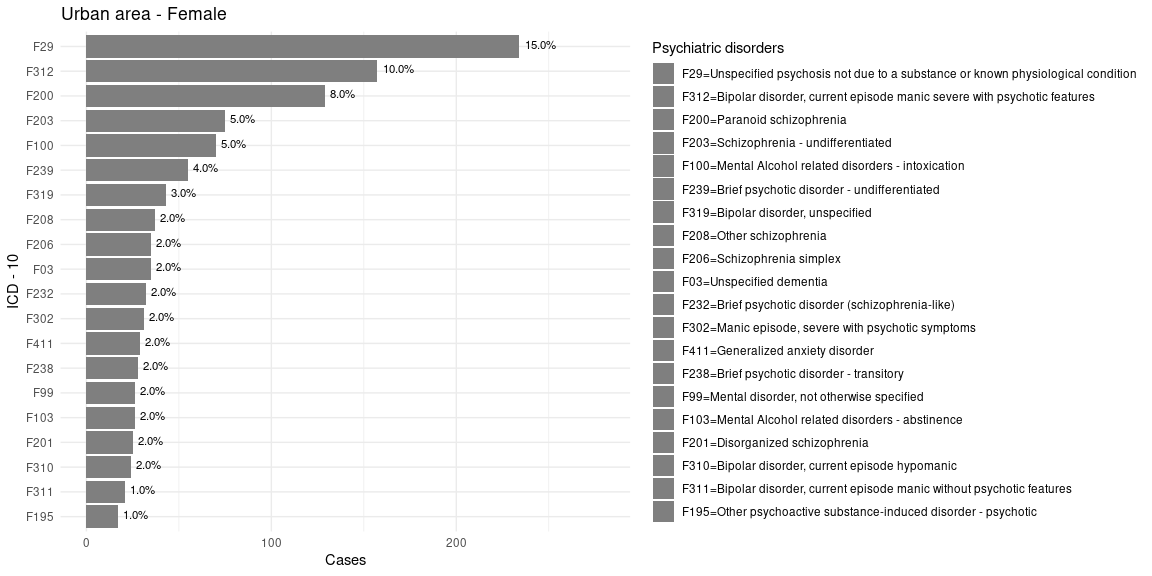 Urban area - Female
ICD - 10
F29
F312
F200
F203
F100
F239
F319
F208
F206
F03
F232
F302
F411
F238
F99
F103
F201
F310
F311
F195
15.0%
10.0%
8.0%
5.0%
5.0%
4.0%
3.0%
2.0%
2.0%
2.0%
2.0%
2.0%
2.0%
2.0%
2.0%
2.0%
2.0%
2.0%
1.0%
1.0%
0
100
200
Cases
Psychiatric disorders
F29=Unspecified psychosis not due to a substance or known physiological condition
F312=Bipolar disorder, current episode manic severe with psychotic features
F200=Paranoid schizophrenia
F203=Schizophrenia - undifferentiated
F100=Mental Alcohol related disorders - intoxication
F239=Brief psychotic disorder - undifferentiated
F319=Bipolar disorder, unspecified
F208=Other schizophrenia
F206=Schizophrenia simplex
F03=Unspecified dementia
F232=Brief psychotic disorder (schizophrenia-like)
F302=Manic episode, severe with psychotic symptoms
F411=Generalized anxiety disorder
F238=Brief psychotic disorder - transitory
F99=Mental disorder, not otherwise specified
F103=Mental Alcohol related disorders - abstinence
F201=Disorganized schizophrenia
F310=Bipolar disorder, current episode hypomanic
F311=Bipolar disorder, current episode manic without psychotic features
F195=Other psychoactive substance-induced disorder - psychotic